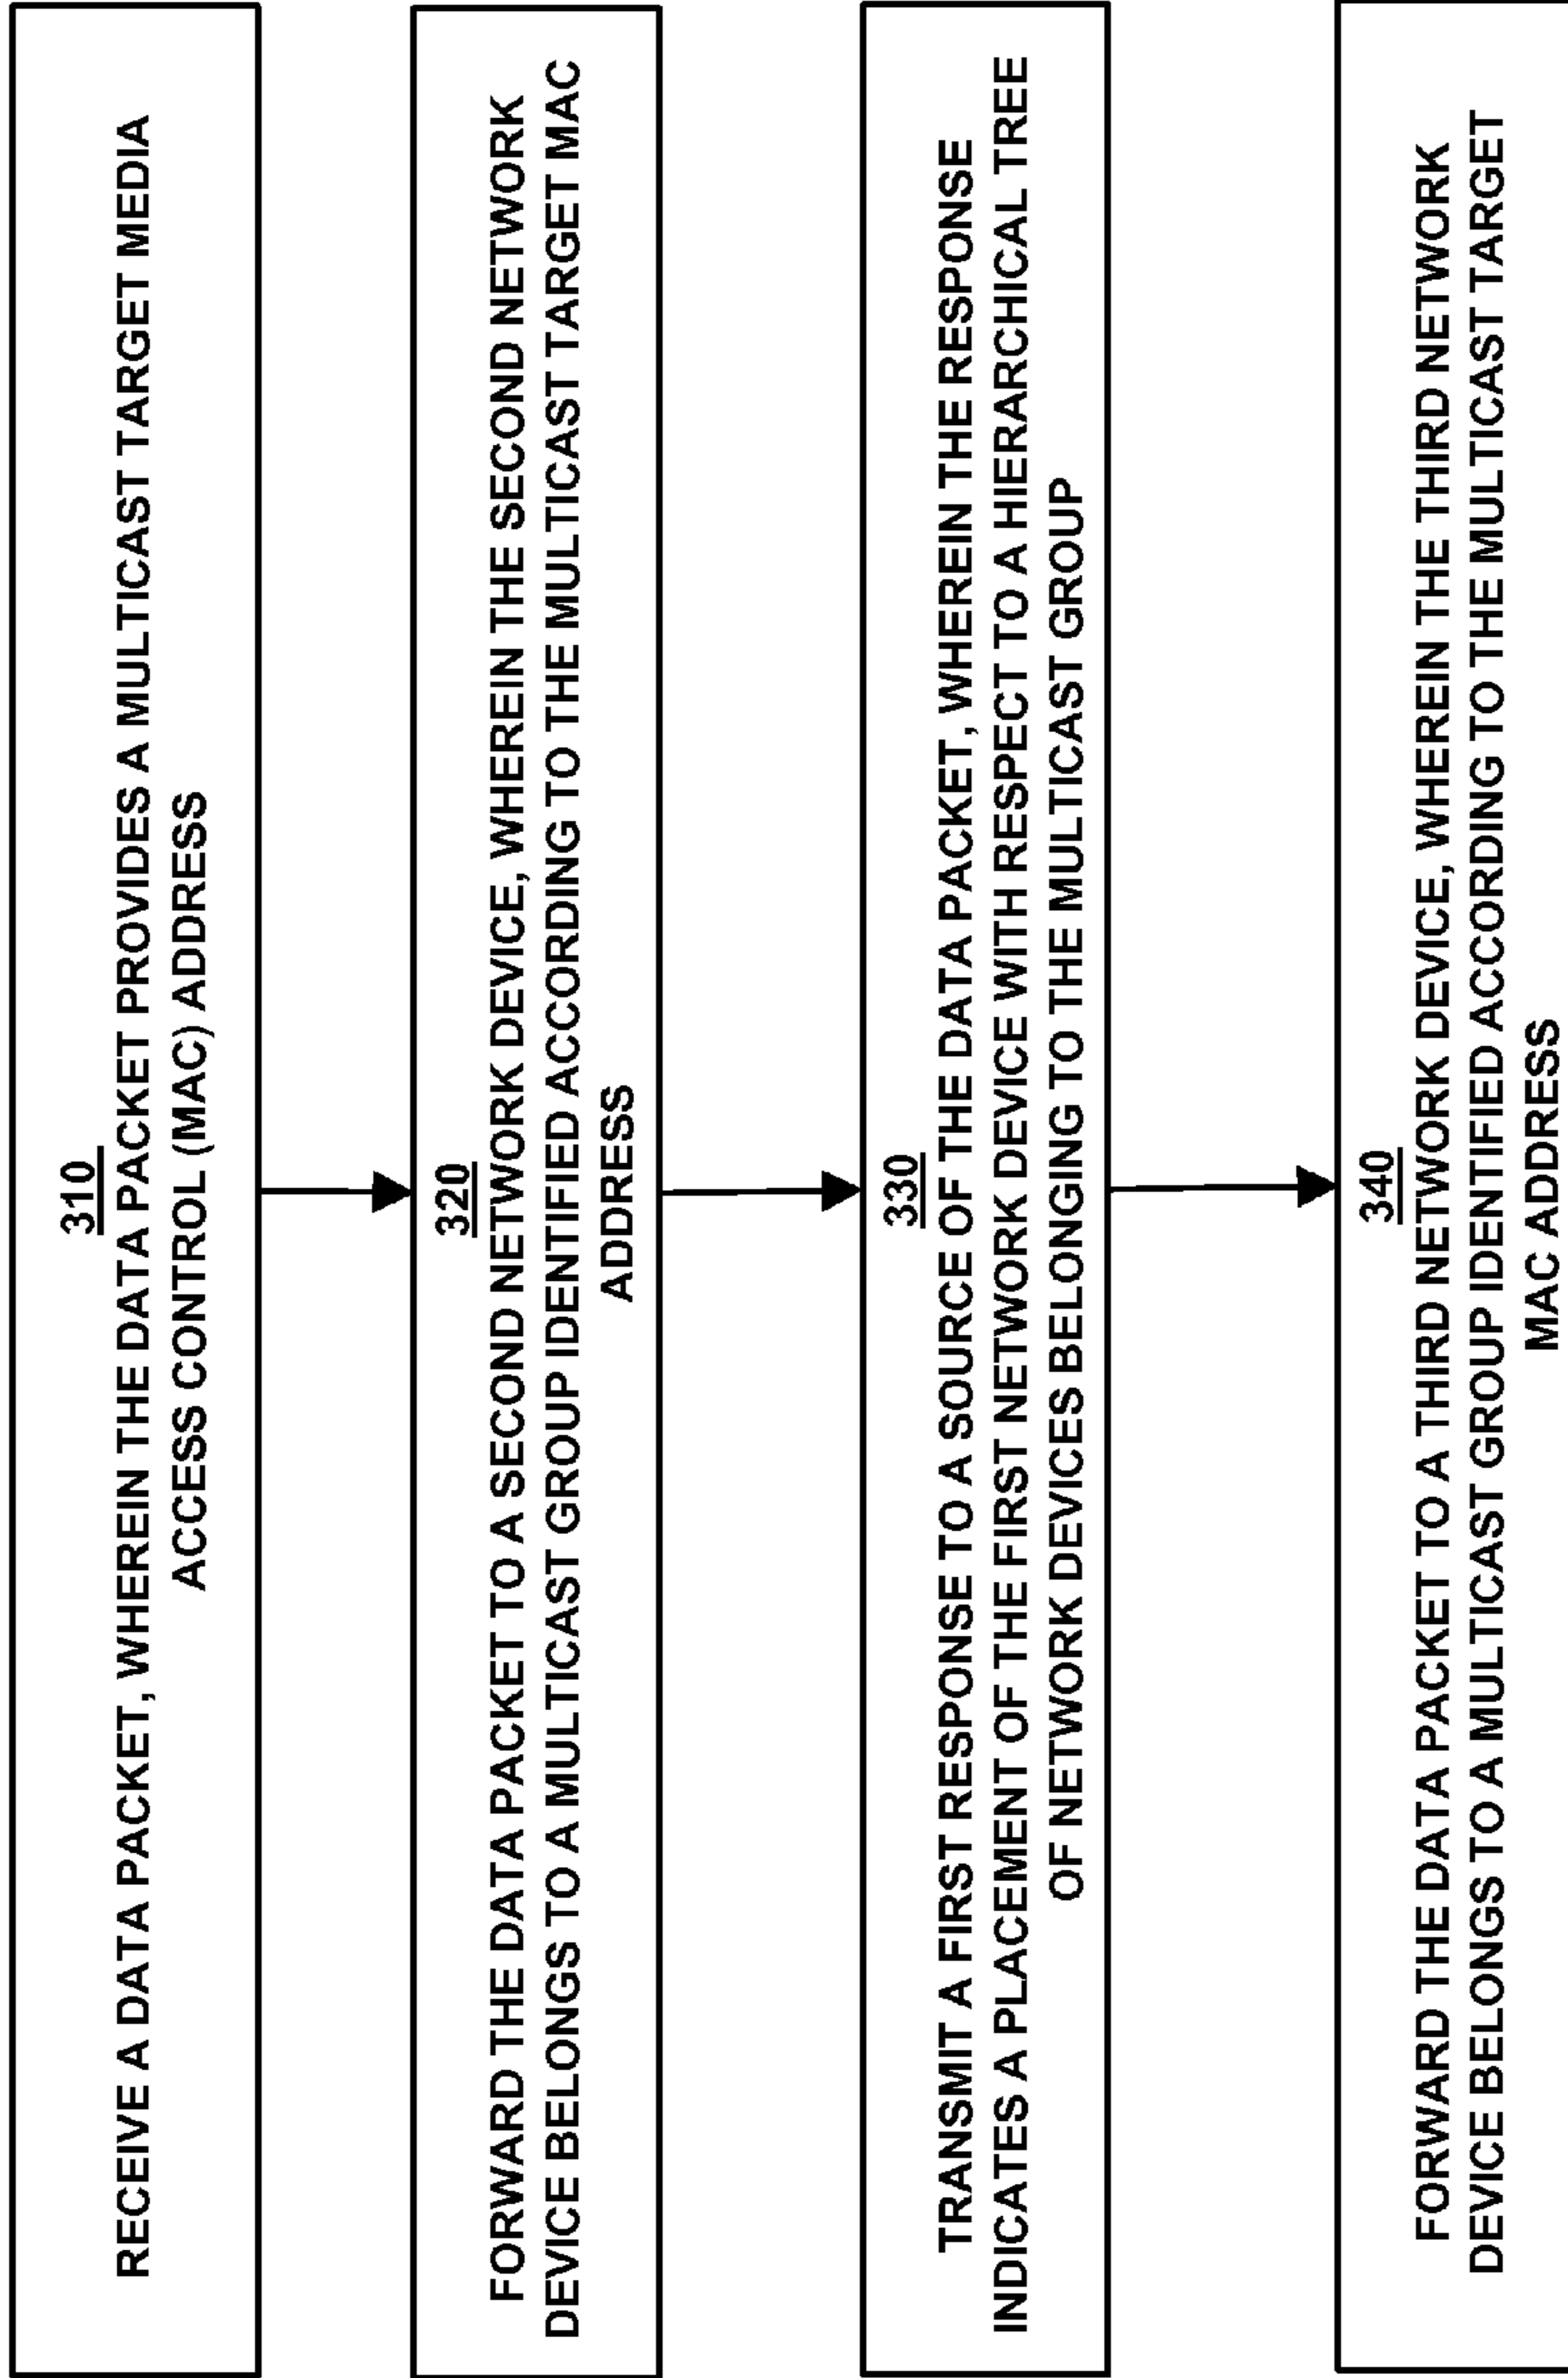 310
RECEIVE A DATA PACKET, WHEREIN THE DATA PACKET PROVIDES A MULTICAST TARGET MEDIA
ACCESS CONTROL (MAC) ADDRESS
320
FORWARD THE DATA PACKET TO A SECOND NETWORK DEVICE, WHEREIN THE SECOND NETWORK
DEVICE BELONGS TO A MULTICAST GROUP IDENTIFIED ACCORDING TO THE MULTICAST TARGET MAC
ADDRESS
330
TRANSMIT A FIRST RESPONSE TO A SOURCE OF THE DATA PACKET, WHEREIN THE RESPONSE
INDICATES A PLACEMENT OF THE FIRST NETWORK DEVICE WITH RESPECT TO A HIERARCHICAL TREE
OF NETWORK DEVICES BELONGING TO THE MULTICAST GROUP
340
FORWARD THE DATA PACKET TO A THIRD NETWORK DEVICE, WHEREIN THE THIRD NETWORK
DEVICE BELONGS TO A MULTICAST GROUP IDENTIFIED ACCORDING TO THE MULTICAST TARGET
MAC ADDRESS